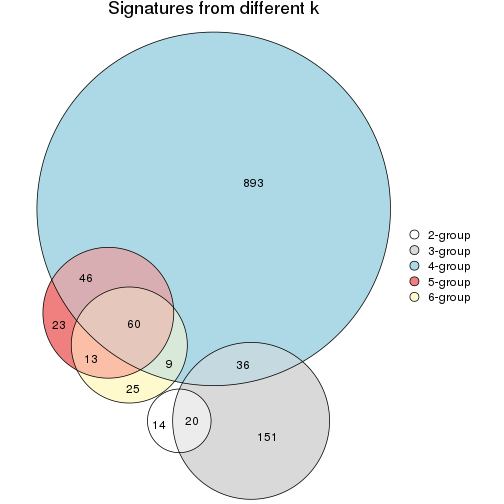 Signatures from different k
893
2-group
3-group
4-group
5-group
6-group
46
23
60
13
9
36
25
14
20
151